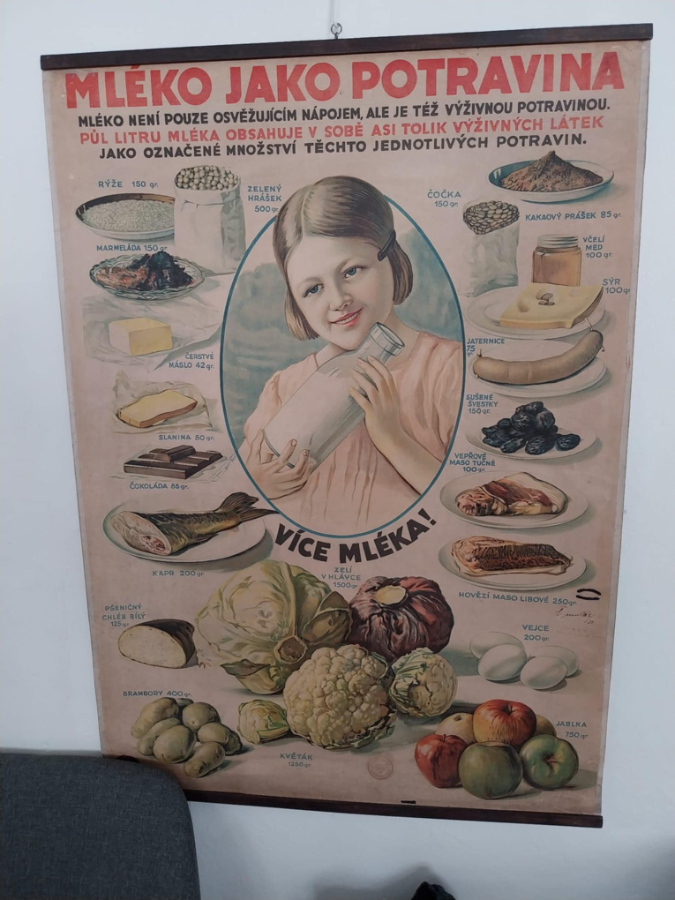 MLÉKO JAKO POTRAVINA
MLÉKO NENÍ POUZE OSVĚŽUJÍCÍM NÁPOJEM, ALE JE TÉŽ VÝŽIVNOU POTRAVINOU.
PŮL LITRU MLÉKA OBSAHUJE V SOBĚ ASI TOLIK VÝŽIVNÝCH LÁTEK
JAKO OZNAČENÉ MNOŽSTVÍ TĚCHTO JEDNOTLIVÝCH POTRAVIN.
RÝŽE 150 gr.
ZELENÝ
HRÁŠEK
500 gr.
ČOČKA
150 gr.
KAKAOVÝ PRÁŠEK 85 gr.
MARMELÁDA 150 gr.
VČELÍ
MED
100 gr.
SÝR
100 gr.
ČERSTVÉ
MÁSLO 42 gr.
JATERNICE
75
gr.
SUŠENÉ
ŠVESTKY
150 gr.
SLANINA 50 gr.
VEPŘOVÉ
MASO TUČNÉ
100 gr.
ČOKOLÁDA 85 gr.
VÍCE MLÉKA!
KAPR 200 gr.
ZELÍ
V HLÁVCE
1500 gr.
HOVĚZÍ MASO LIBOVÉ 250 gr.
PŠENIČNÝ
CHLÉB BÍLÝ
125 gr.
VEJCE
200 gr.
BRAMBORY 400 gr.
KVĚTÁK
1250 gr.
JABLKA
750 gr.